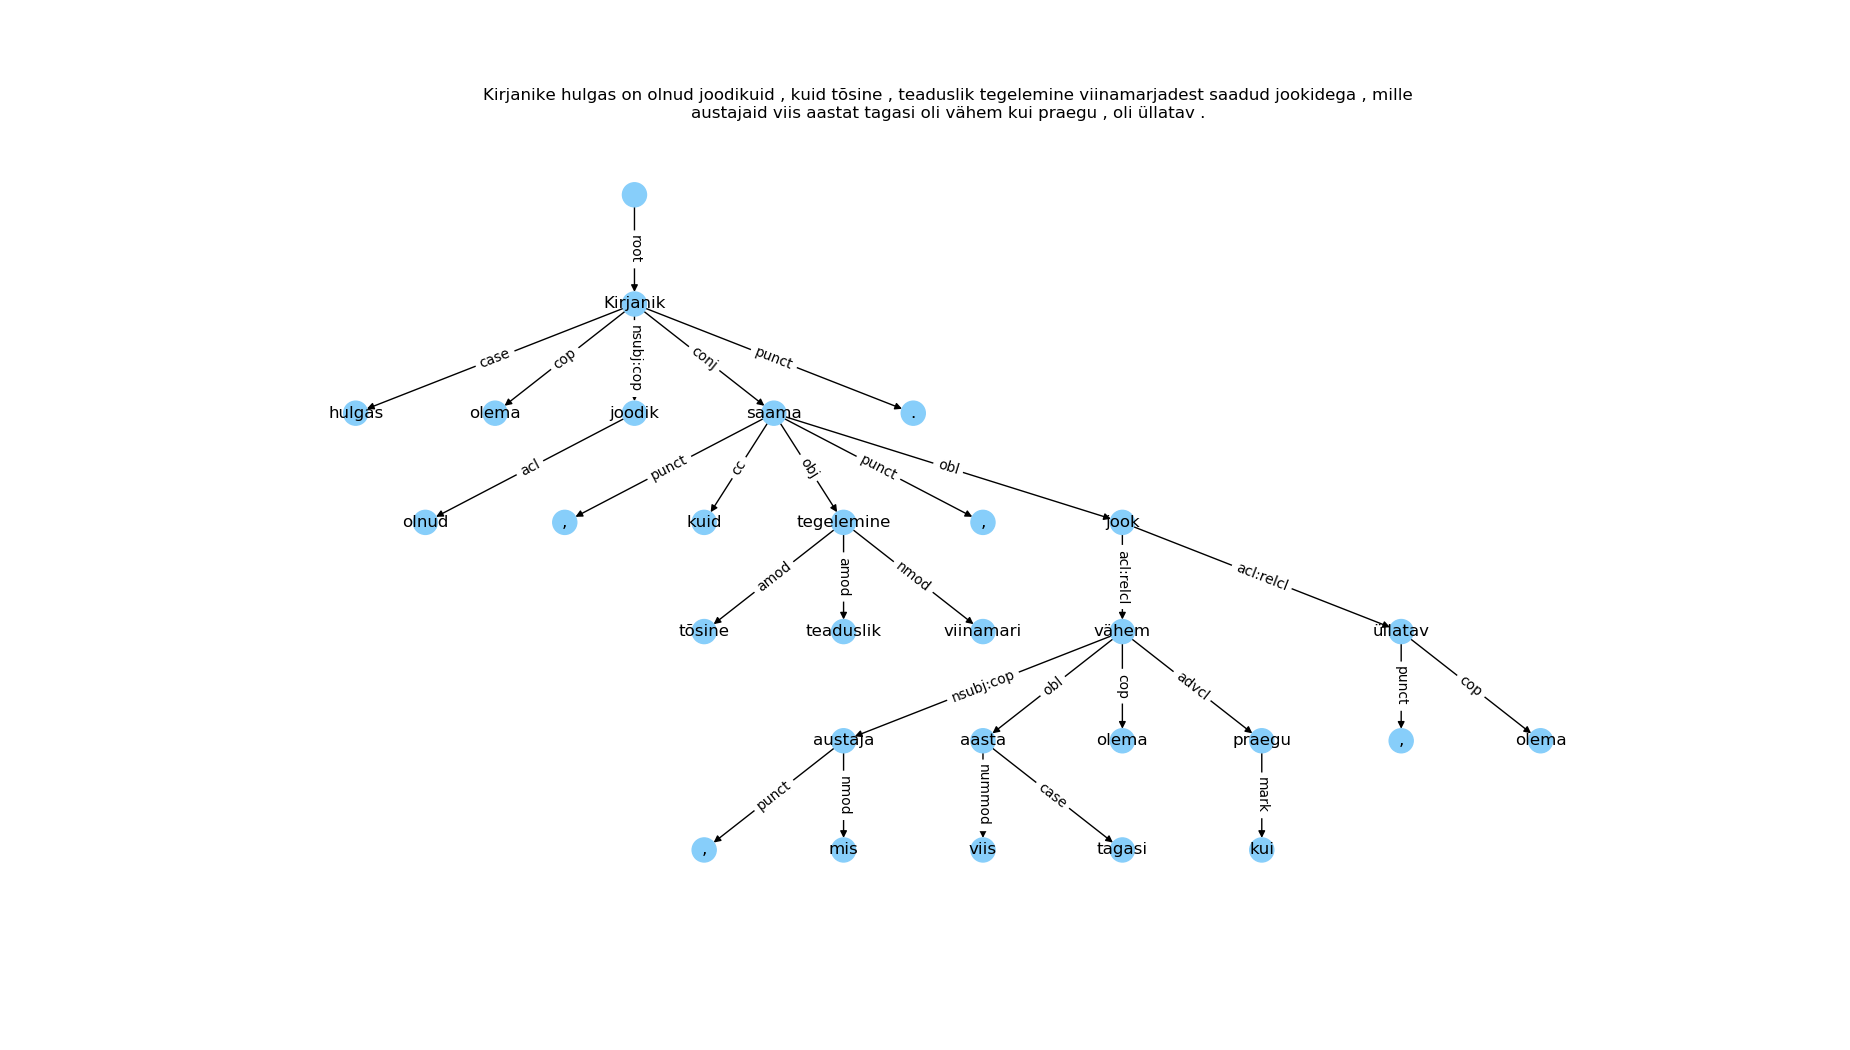 Kirjanike hulgas on olnud joodikuid , kuid tõsine , teaduslik tegelemine viinamarjadest saadud jookidega , mille
austajaid viis aastat tagasi oli vähem kui praegu , oli üllatav .
root
Kirjanik
case cop nsubj:cop conj punct
hulgas olema joodik saama .
acl punct cc obj punct obl
olnud , kuid tegelemine , jook
amod amod nmod acl:relcl acl:relcl
tõsine teaduslik viinamari vähem üllatav
nsubj:cop obl cop advcl punct cop
austaja aasta olema praegu , olema
punct nmod nummod case mark
, mis viis tagasi kui